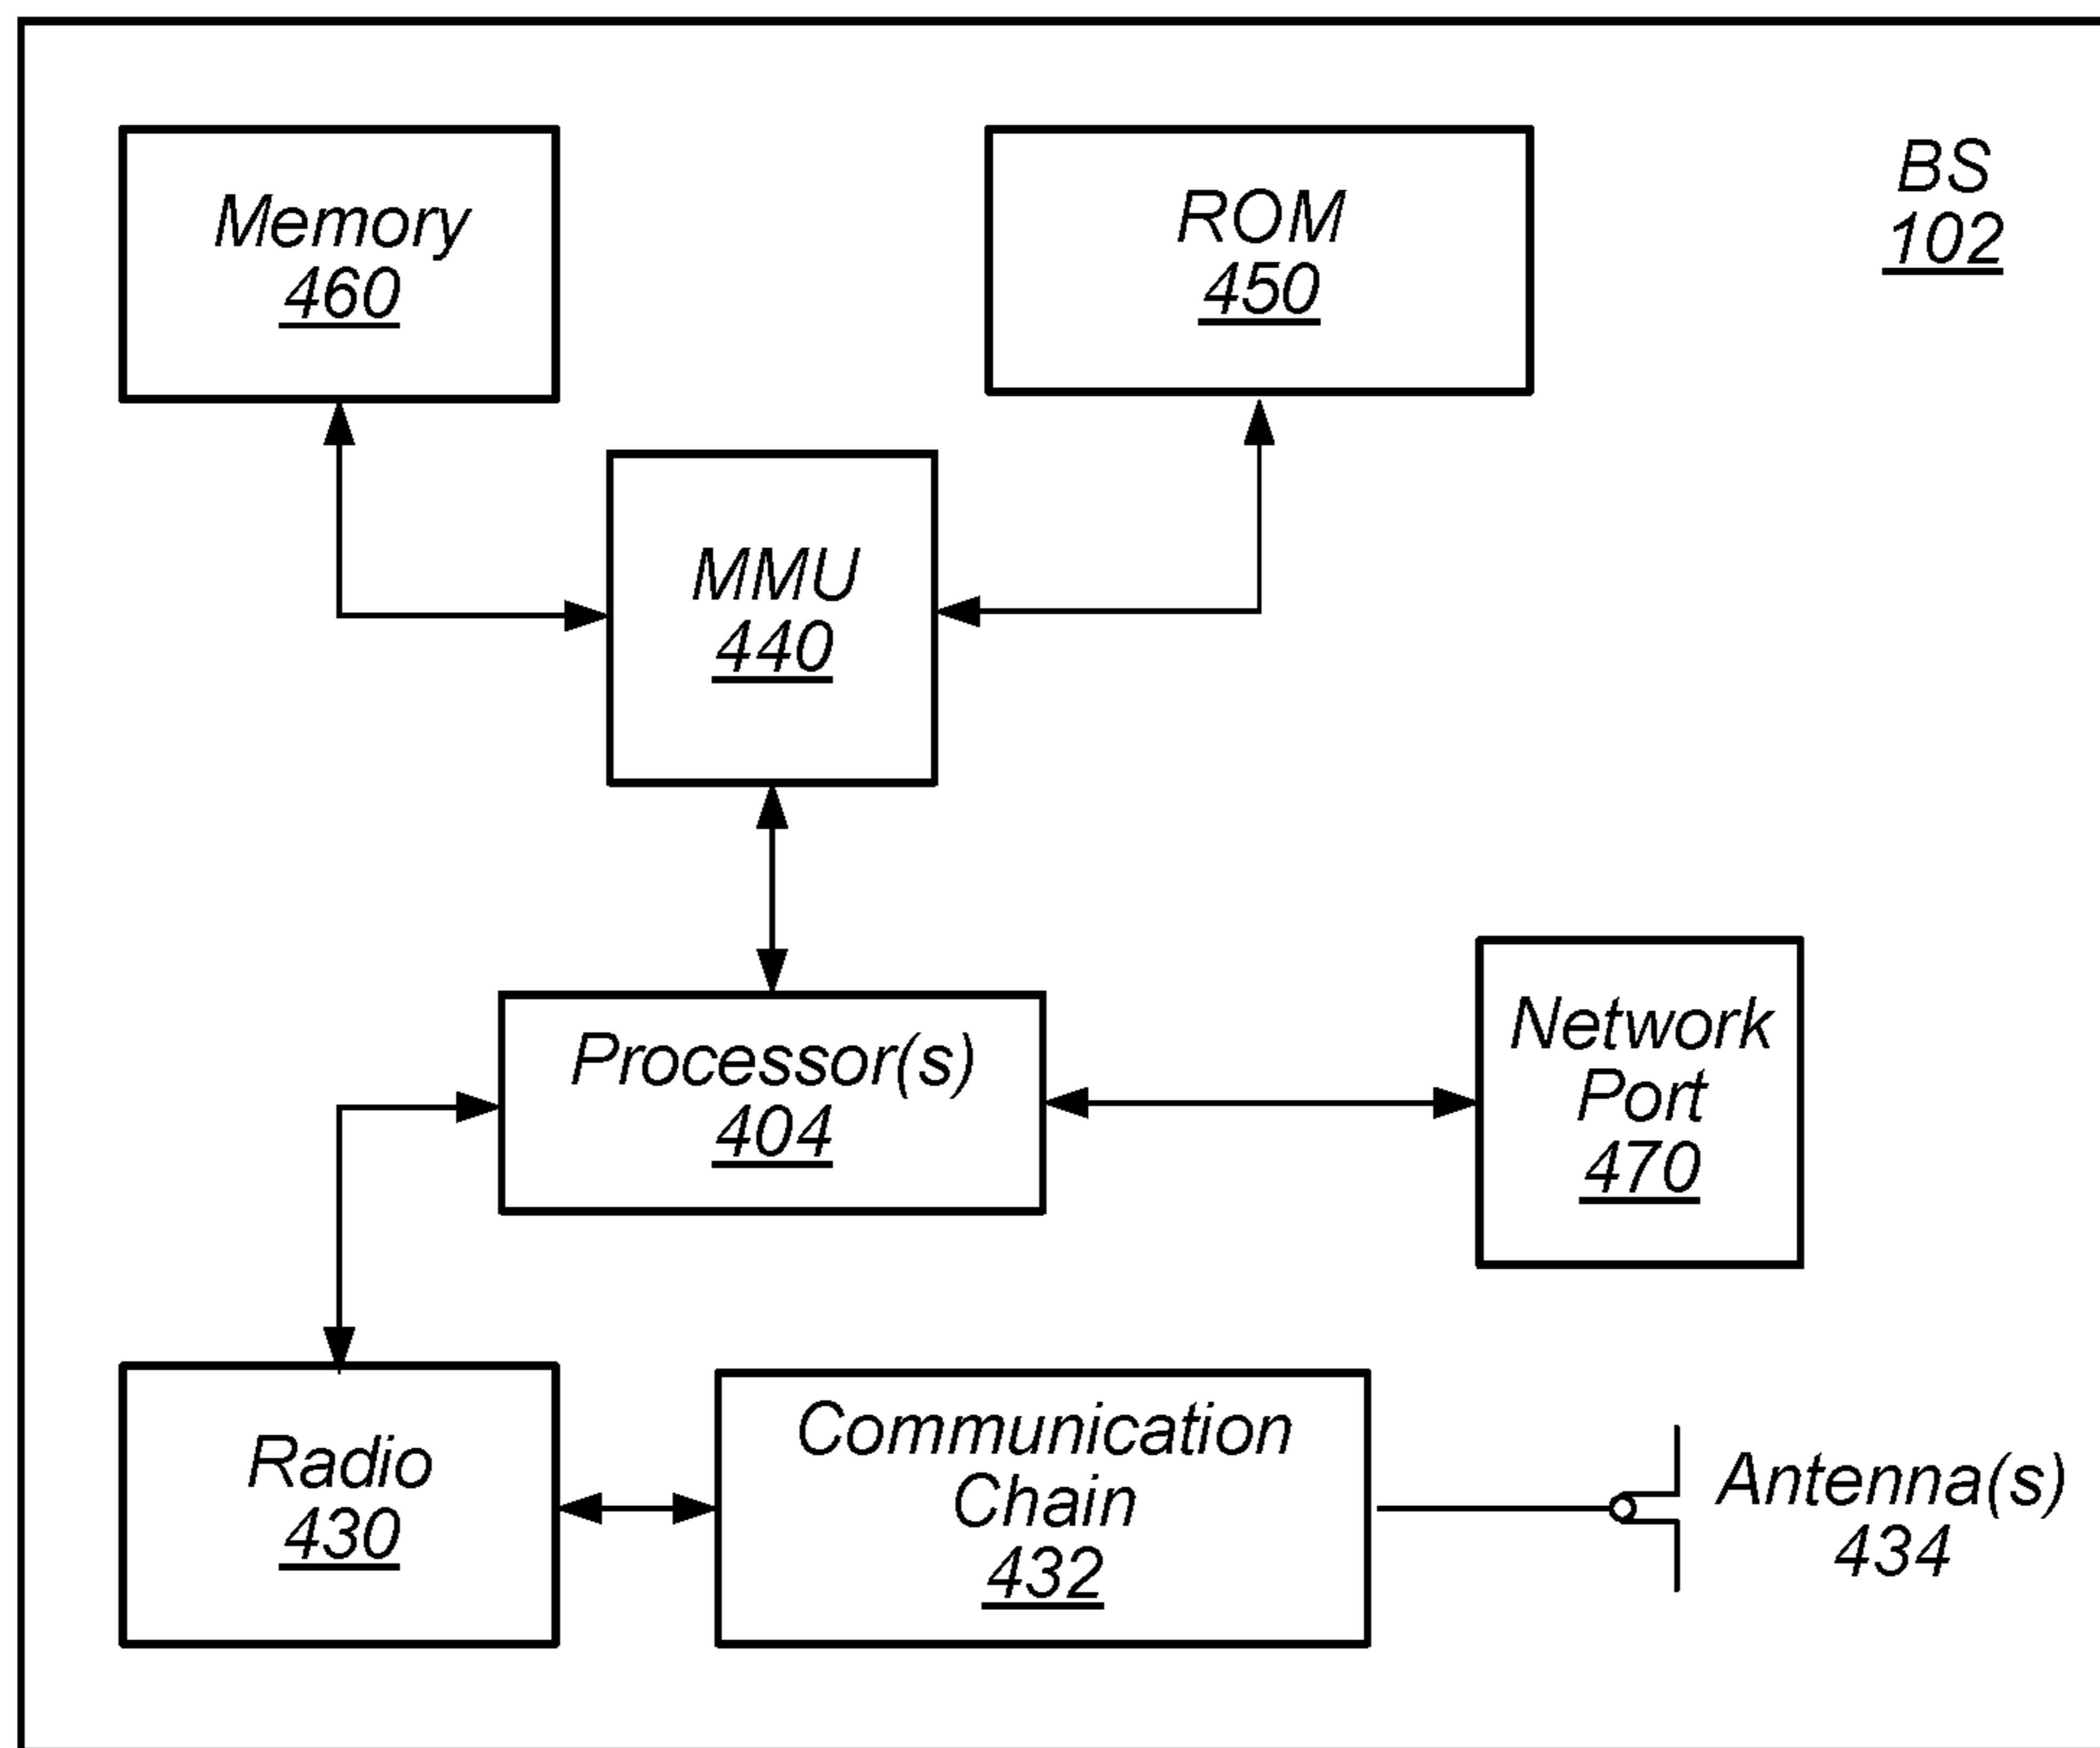 Memory
460
ROM
450
BS
102
MMU
440
Processor(s)
404
Network
Port
470
Radio
430
Communication
Chain
432
Antenna(s)
434